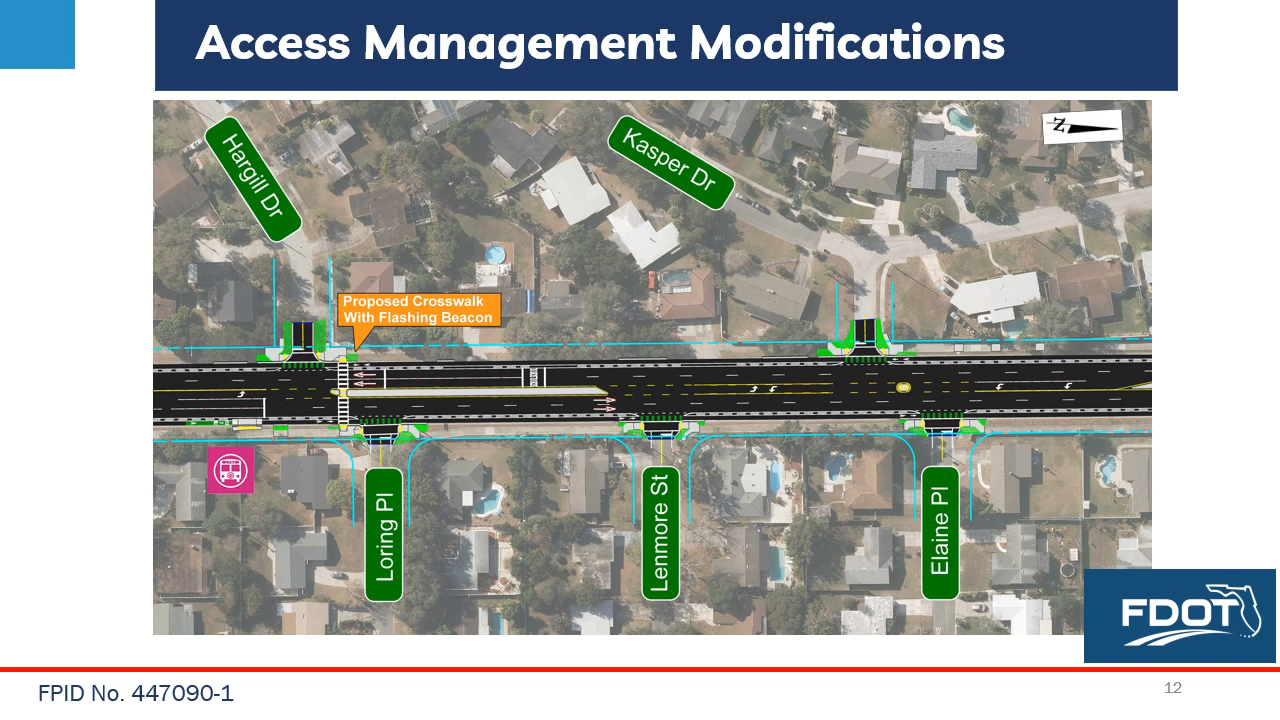 Access Management Modifications
Hargill Dr
Kasper Dr
N
Proposed Crosswalk
With Flashing Beacon
Loring Pl
Lenmore St
Elaine Pl
FDOT
FPID No. 447090-1
12